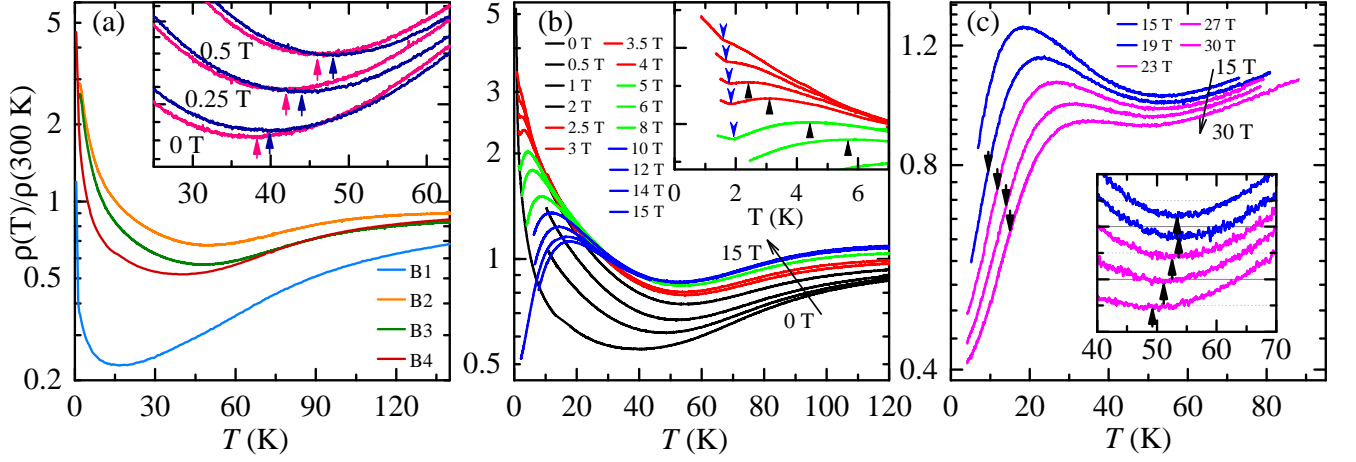 (a)
0.5 T
0.25 T
0 T
30 40 50 60
B1
B2
B3
B4
5
2
1
0.5
0.2
0 30 60 90 120
T (K)
ρ(T)/ρ(300 K)
(b)
0 T
0.5 T
1 T
2 T
2.5 T
3 T
3.5 T
4 T
5 T
6 T
8 T
10 T
12 T
14 T
15 T
0 2 4 6
T (K)
15 T
0 T
5
4
3
2
1
0.5
0 20 40 60 80 100 120
T (K)
(c)
15 T
19 T
23 T
27 T
30 T
15 T
30 T
40 50 60 70
1.2
0.8
0.4
0 20 40 60 80
T (K)